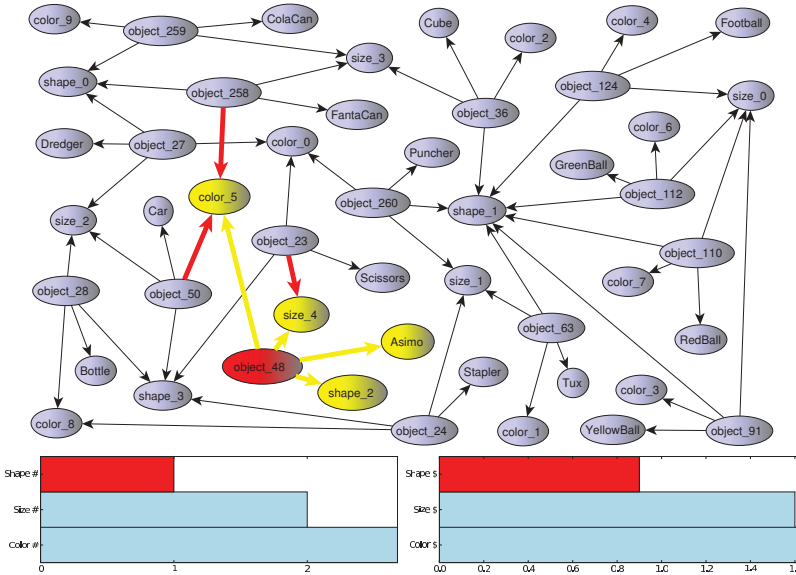 color_9
object_259
ColaCan
Cube
color_2
color_4
Football
shape_0
object_258
size_3
object_124
size_0
FantaCan
object_36
color_6
Dredger
object_27
color_0
Puncher
GreenBall
object_112
color_5
object_260
shape_1
size_2
Car
object_23
object_110
Scissors
size_1
color_7
object_28
object_50
size_4
object_63
RedBall
Asimo
Bottle
object_48
Stapler
shape_2
Tux
shape_3
color_3
color_8
object_24
color_1
YellowBall
object_91
Shape #
Size #
Color #
0
1
2
Shape $
Size $
Color $
0.0
0.2
0.4
0.6
0.8
1.0
1.2
1.4